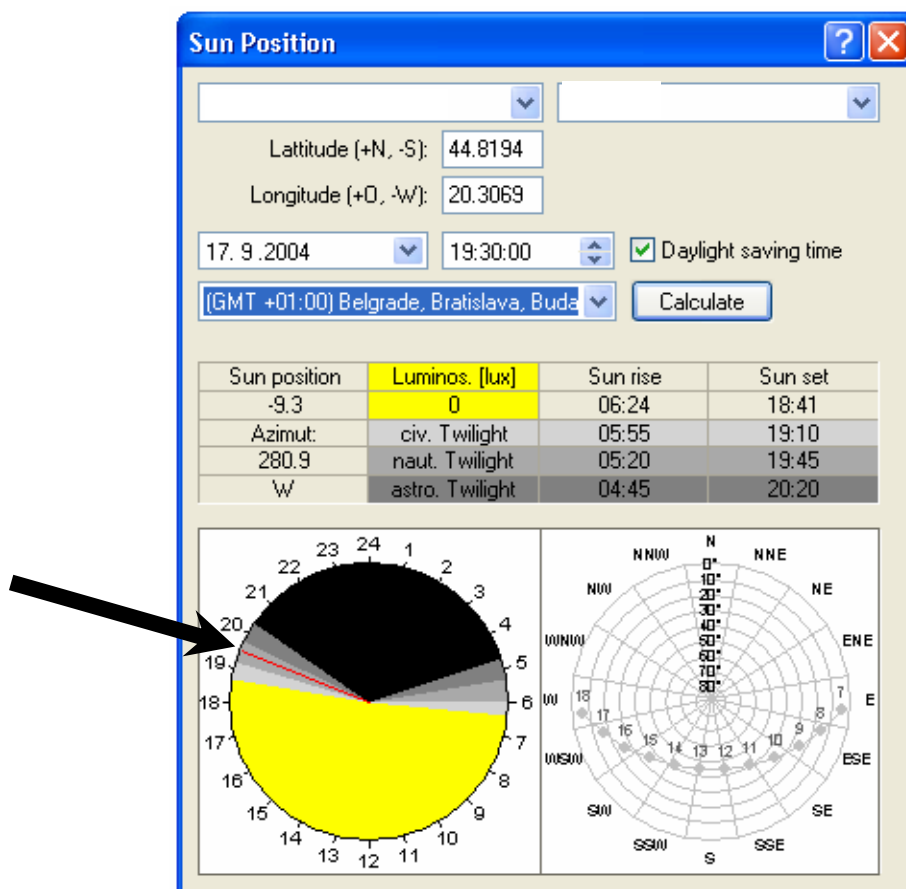 Sun Position
Lattitude (+N, -S): 44.8194
Longitude (+O, -W): 20.3069
17. 9 .2004 19:30:00 Daylight saving time
(GMT +01:00) Belgrade, Bratislava, Buda Calculate
Sun position Luminos. [lux] Sun rise Sun set
-9.3 0 06:24 18:41
Azimut: civ. Twilight 05:55 19:10
280.9 naut. Twilight 05:20 19:45
W astro. Twilight 04:45 20:20
24 1 2 3 4 5 6 7 8 9 10 11 12 13 14 15 16 17 18 19 20 21 22 23
N NNE NE ENE E ESE SE SSE S SSW SW WSW W WNW NW NNW
0°
10°
20°
30°
40°
50°
60°
70°
80°
18 17 16 15 14 13 12 11 10 9 8 7